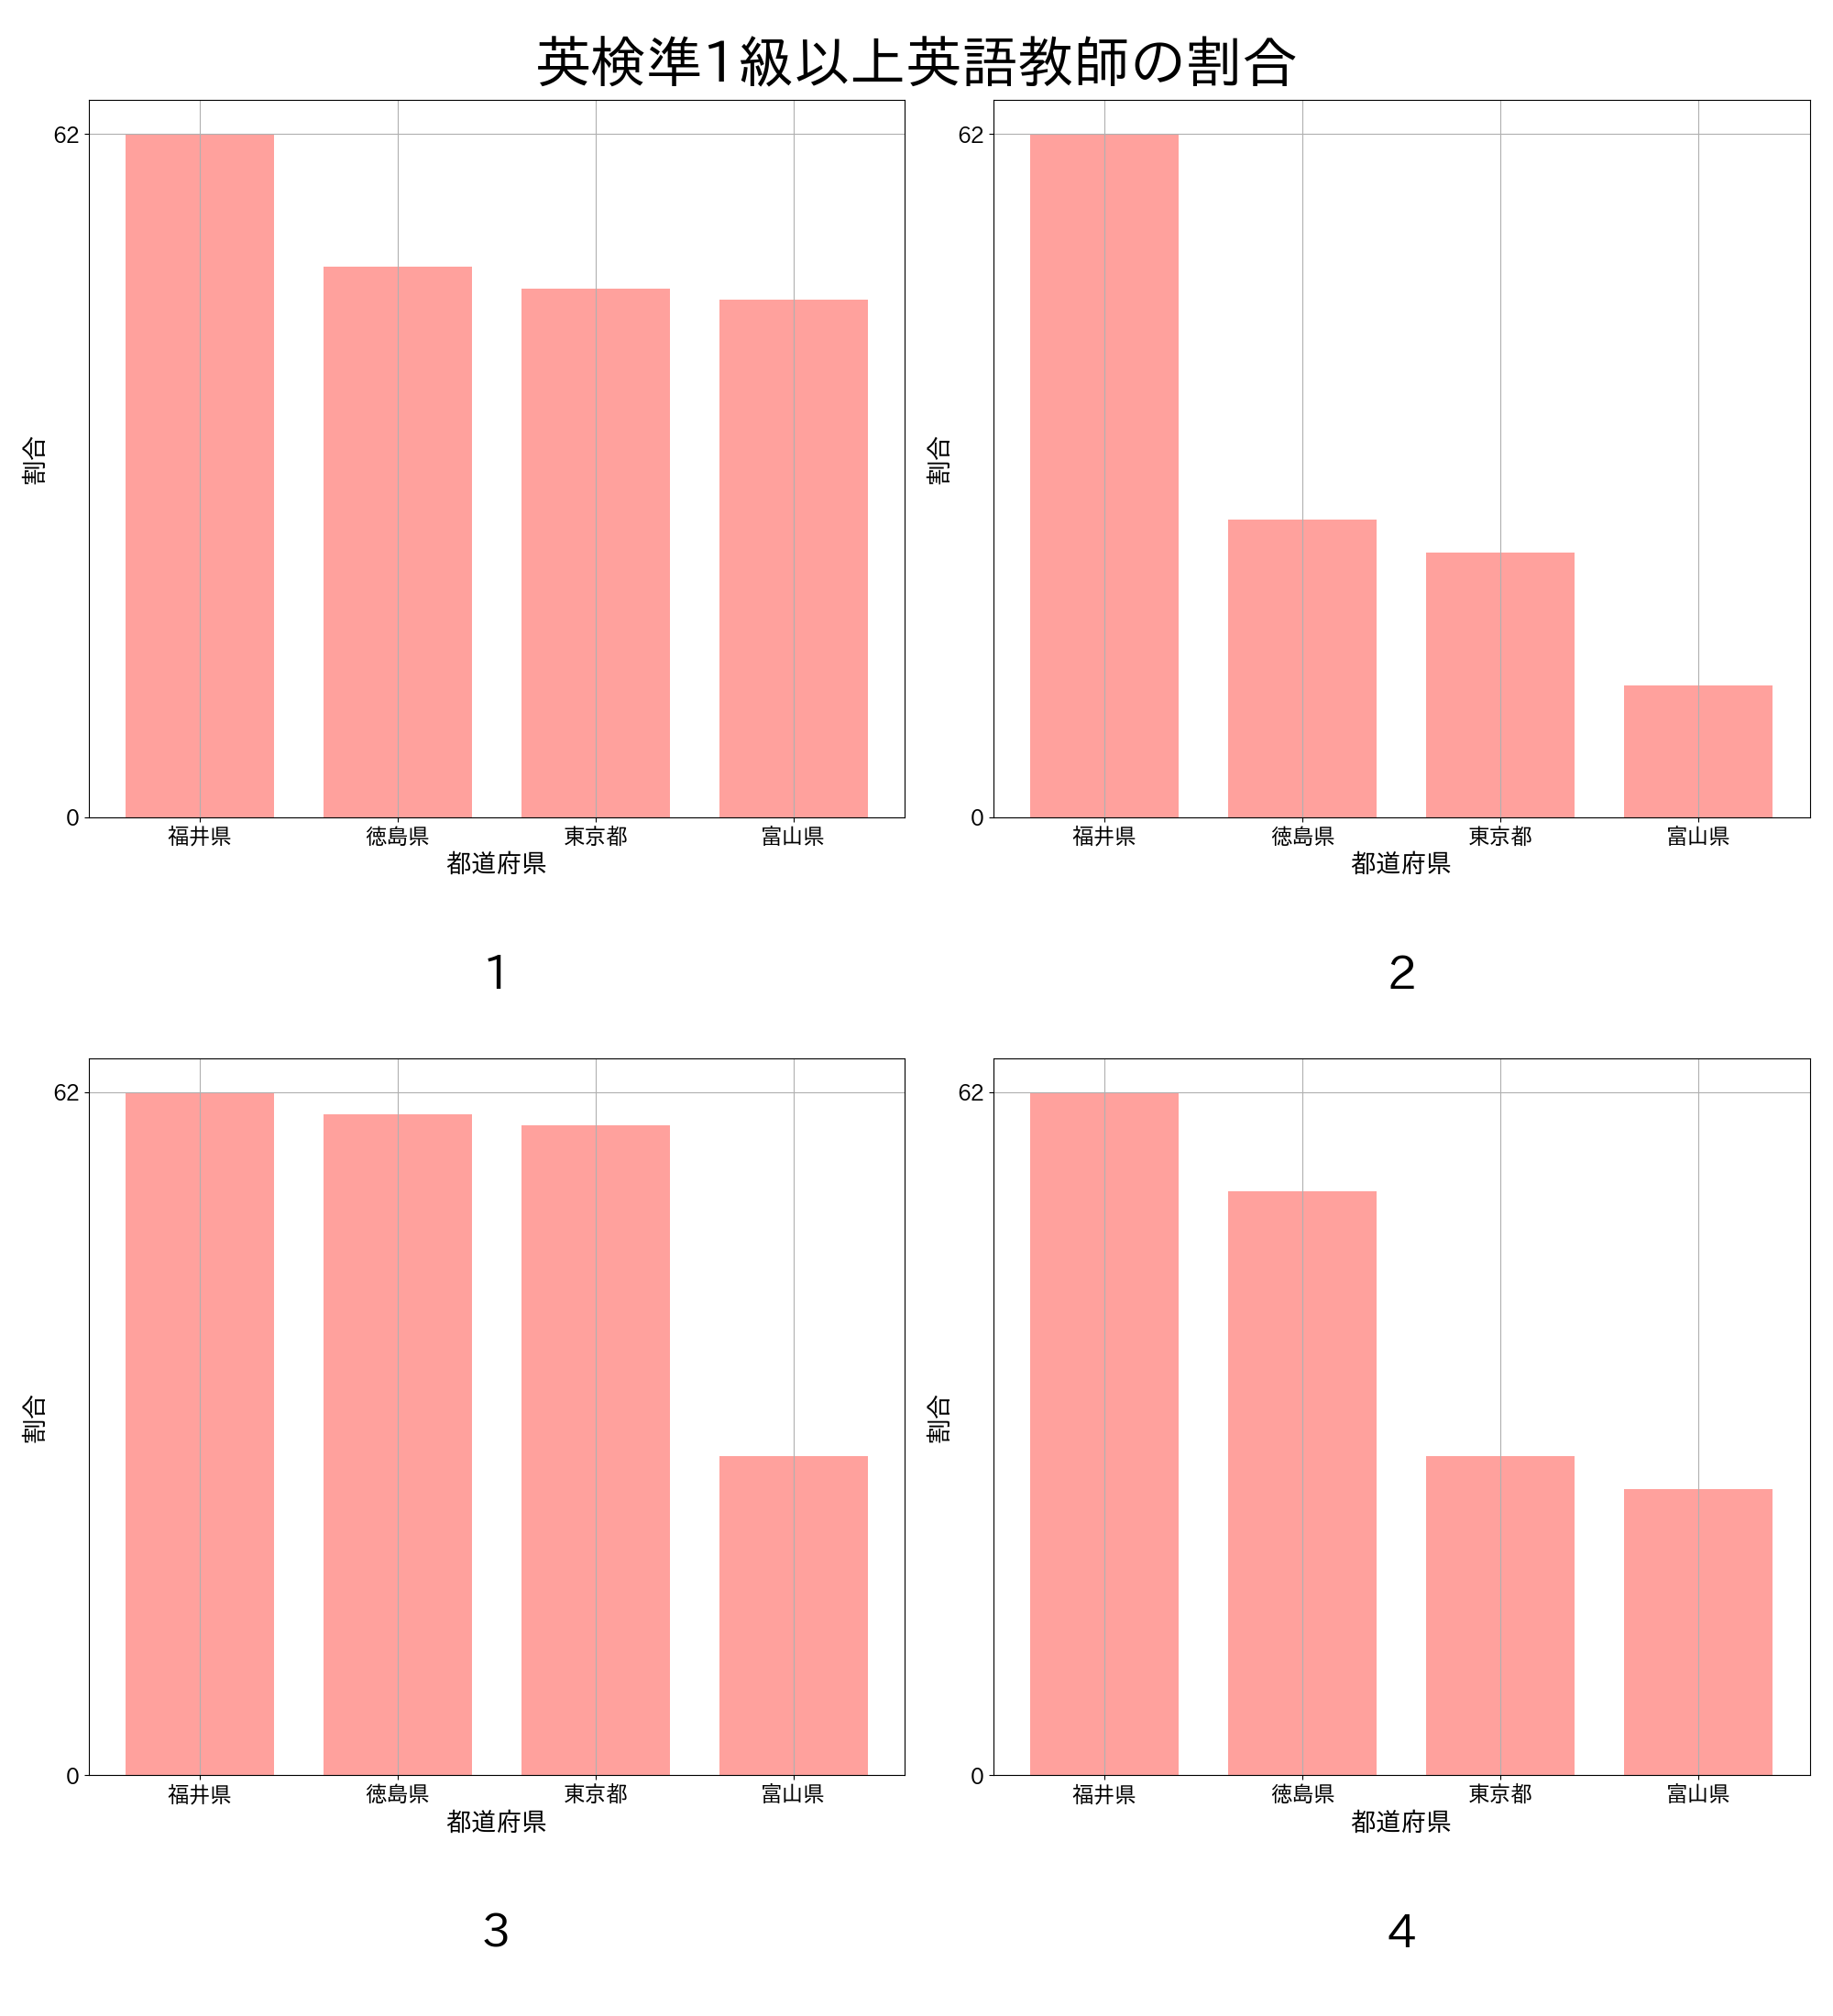 英検準1級以上英語教師の割合
62
0
割合
福井県 徳島県 東京都 富山県
都道府県
1
62
0
割合
福井県 徳島県 東京都 富山県
都道府県
2
62
0
割合
福井県 徳島県 東京都 富山県
都道府県
3
62
0
割合
福井県 徳島県 東京都 富山県
都道府県
4